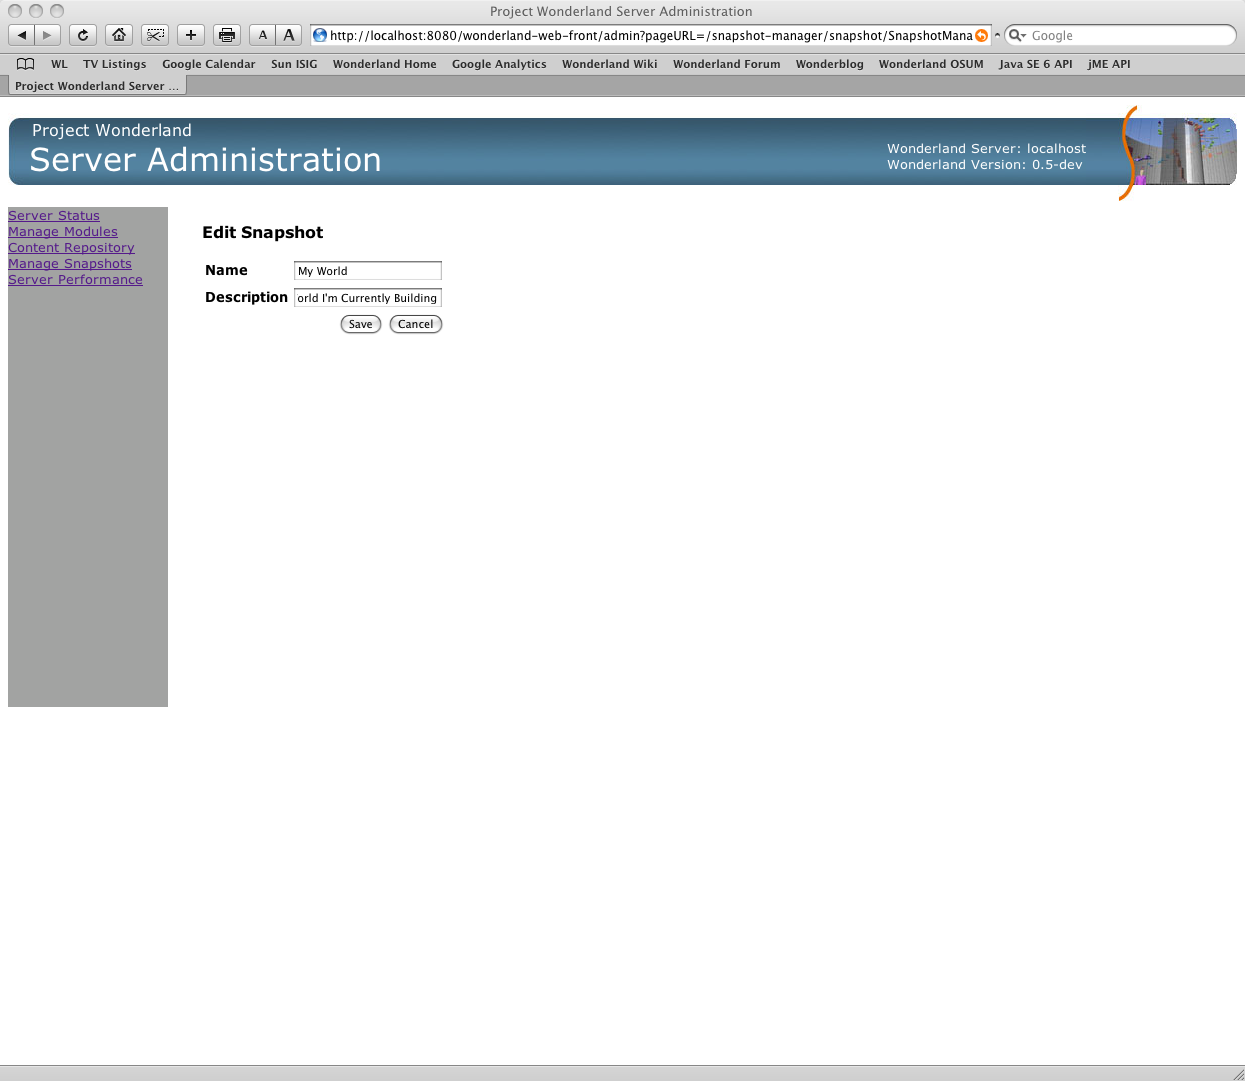 Project Wonderland Server Administration
A A http://localhost:8080/wonderland-web-front/admin?pageURL=/snapshot-manager/snapshot/SnapshotMana Google
WL TV Listings Google Calendar Sun ISIG Wonderland Home Google Analytics Wonderland Wiki Wonderland Forum Wonderblog Wonderland OSUM Java SE 6 API jME API
Project Wonderland Server ...
Project Wonderland
Server Administration
Wonderland Server: localhost
Wonderland Version: 0.5-dev
Server Status
Manage Modules
Content Repository
Manage Snapshots
Server Performance
Edit Snapshot
Name My World
Description orld I'm Currently Building
Save Cancel